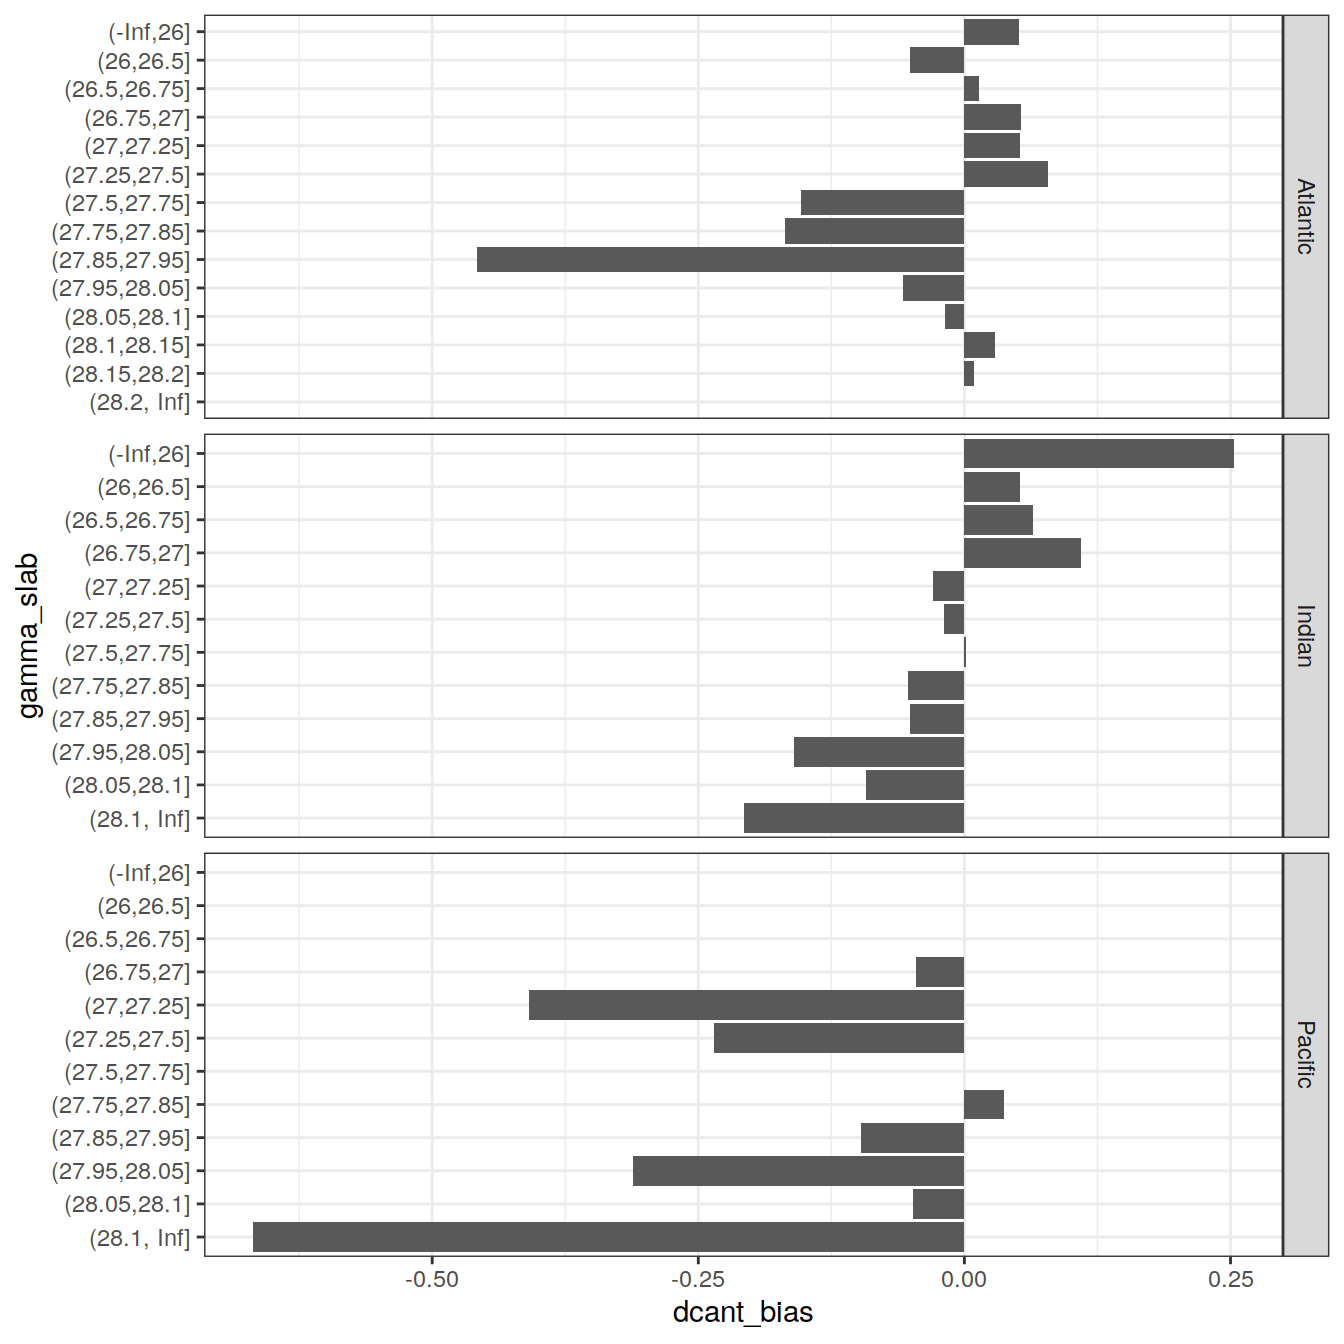 (-Inf,26]
(26,26.5]
(26.5,26.75]
(26.75,27]
(27,27.25]
(27.25,27.5]
(27.5,27.75]
(27.75,27.85]
(27.85,27.95]
(27.95,28.05]
(28.05,28.1]
(28.1,28.15]
(28.15,28.2]
(28.2, Inf]
Atlantic
gamma_slab
(-Inf,26]
(26,26.5]
(26.5,26.75]
(26.75,27]
(27,27.25]
(27.25,27.5]
(27.5,27.75]
(27.75,27.85]
(27.85,27.95]
(27.95,28.05]
(28.05,28.1]
(28.1, Inf]
Indian
(-Inf,26]
(26,26.5]
(26.5,26.75]
(26.75,27]
(27,27.25]
(27.25,27.5]
(27.5,27.75]
(27.75,27.85]
(27.85,27.95]
(27.95,28.05]
(28.05,28.1]
(28.1, Inf]
Pacific
-0.50 -0.25 0.00 0.25
dcant_bias